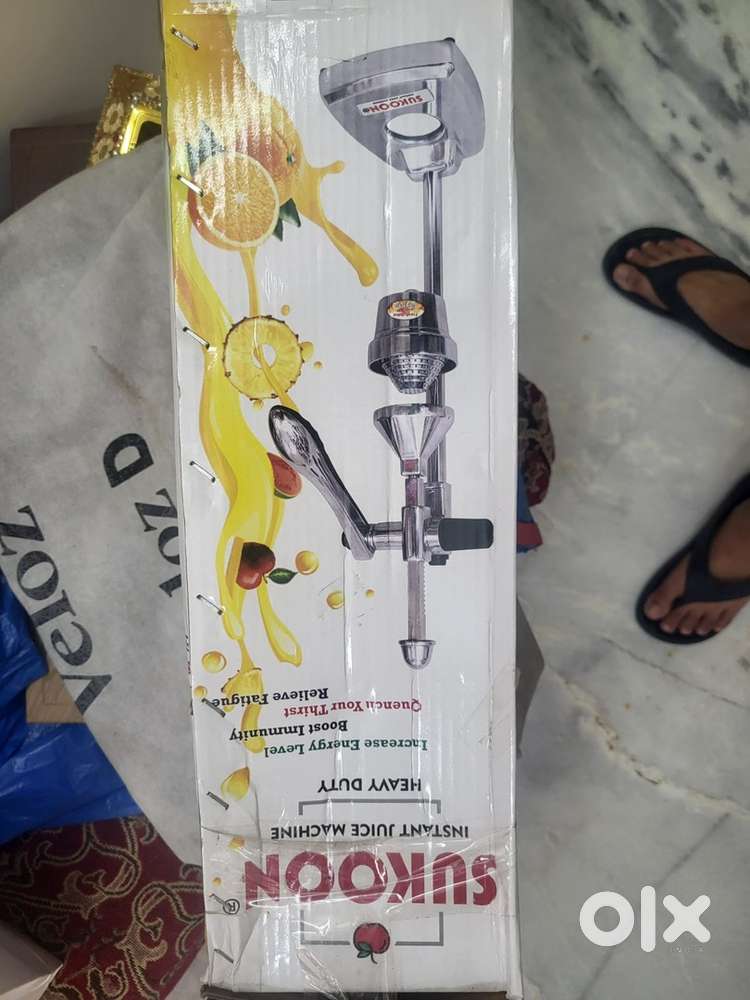 SUKOON®
INSTANT JUICE MACHINE
HEAVY DUTY
Increase Energy Level
Boost Immunity
Quench Your Thirst
Relieve Fatigue
SUKOON
veloz
olx
INDIA